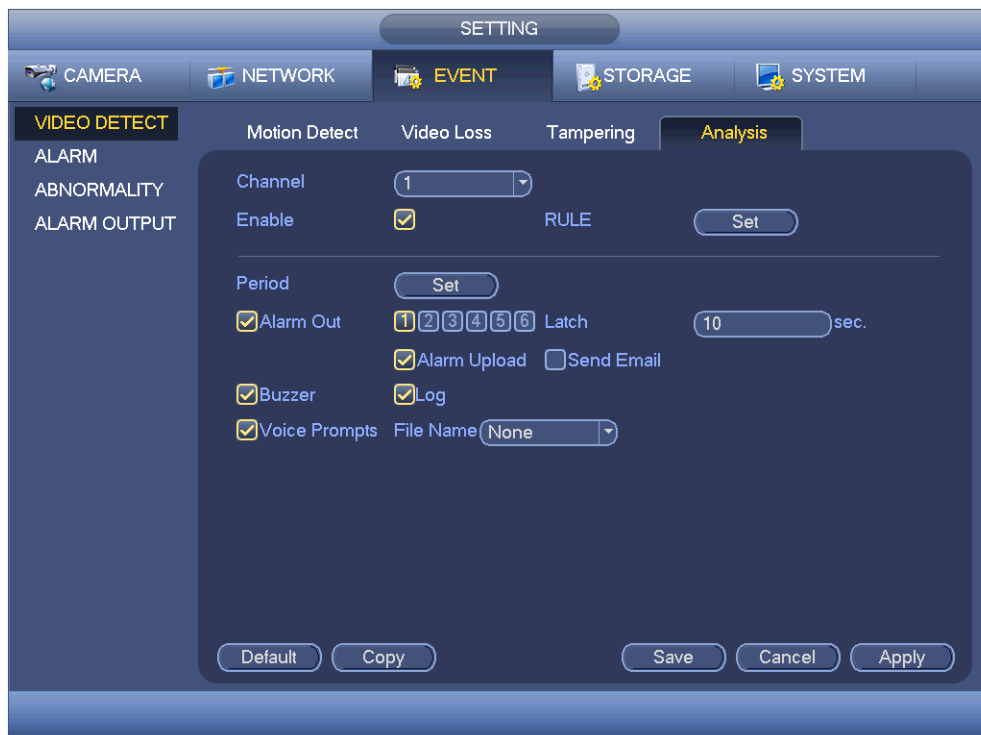 SETTING
CAMERA NETWORK EVENT STORAGE SYSTEM
VIDEO DETECT
ALARM
ABNORMALITY
ALARM OUTPUT
Motion Detect Video Loss Tampering Analysis
Channel 1
Enable RULE Set
Period Set
Alarm Out 1 2 3 4 5 6 Latch 10 sec.
Alarm Upload Send Email
Buzzer Log
Voice Prompts File Name None
Default Copy Save Cancel Apply